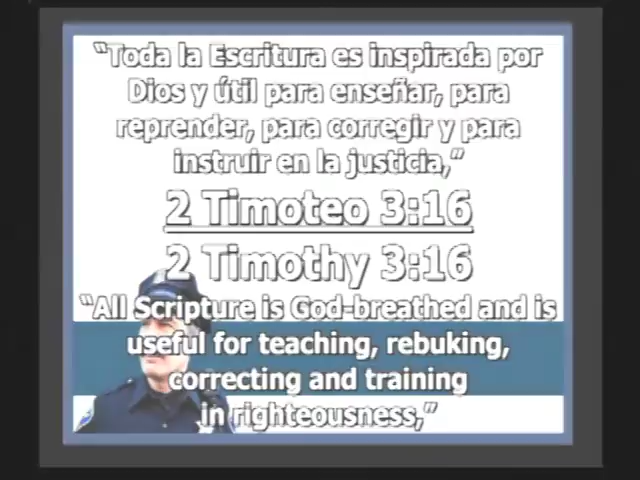 “Toda la Escritura es inspirada por
Dios y útil para enseñar, para
reprender, para corregir y para
instruir en la justicia,”
2 Timoteo 3:16
2 Timothy 3:16
“All Scripture is God-breathed and is
useful for teaching, rebuking,
correcting and training
in righteousness,”